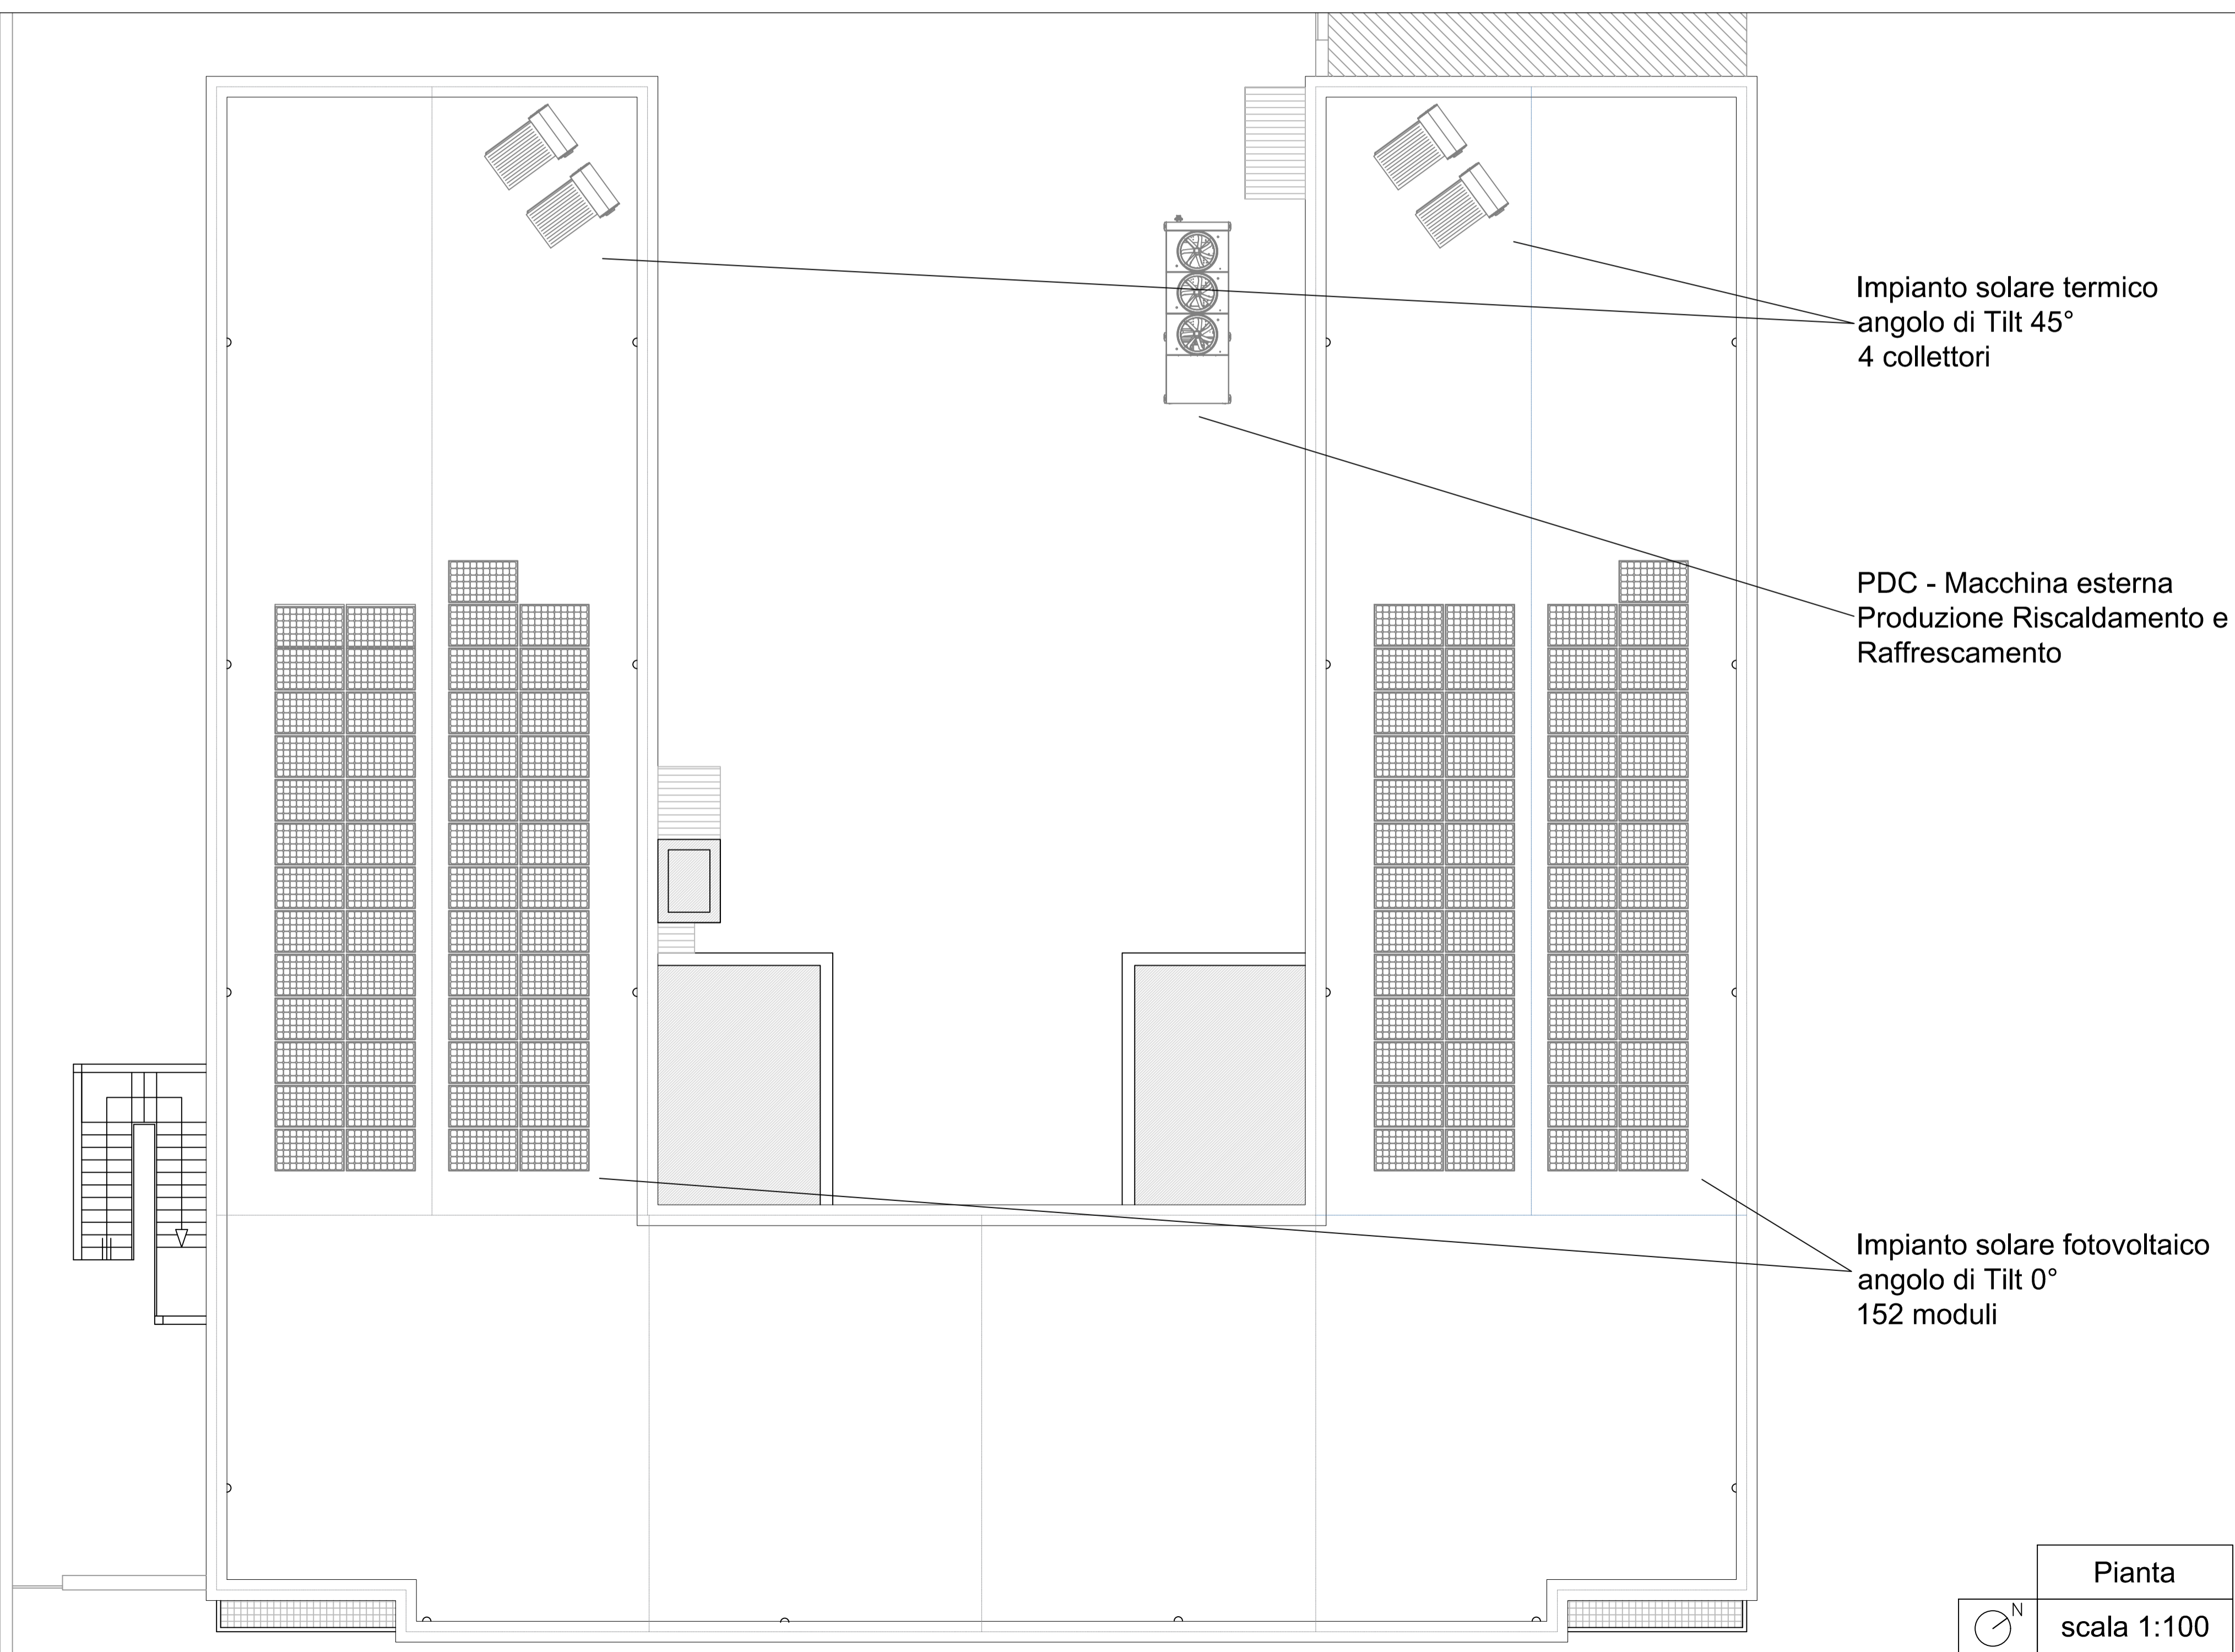 Impianto solare termico
angolo di Tilt 45°
4 collettori
PDC - Macchina esterna
Produzione Riscaldamento e
Raffrescamento
Impianto solare fotovoltaico
angolo di Tilt 0°
152 moduli
Pianta
N
scala 1:100